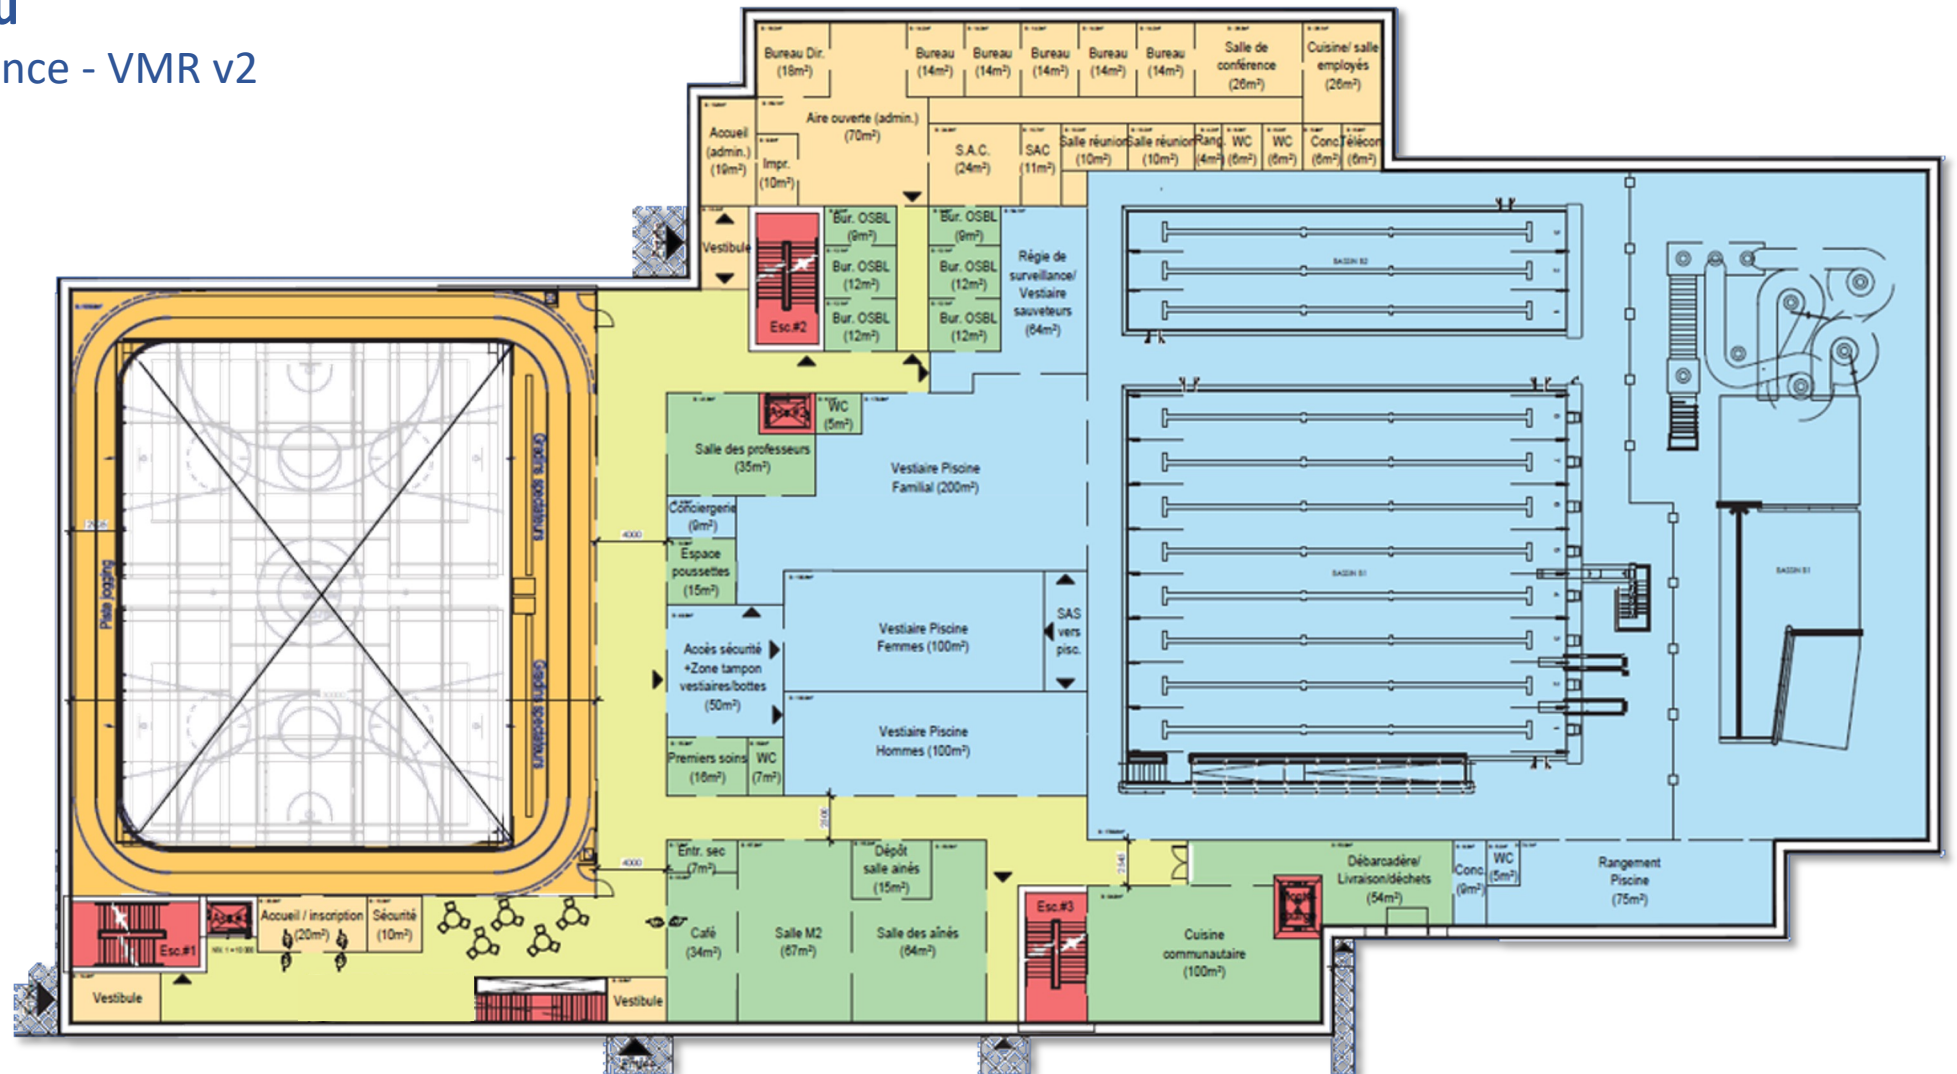 u
nce - VMR v2
Bureau Dir.
(18m²)
Bureau
(14m²)
Bureau
(14m²)
Bureau
(14m²)
Bureau
(14m²)
Bureau
(14m²)
Salle de
conférence
(26m²)
Cuisine/ salle
employés
(26m²)
Accueil
(admin.)
(19m²)
Aire ouverte (admin.)
(70m²)
Impr.
(10m²)
S.A.C.
(24m²)
SAC
(11m²)
Salle réunion
(10m²)
Salle réunion
(10m²)
Rang.
(4m²)
WC
(6m²)
WC
(6m²)
Conc.
(6m²)
Télécom
(6m²)
Vestibule
Esc.#2
Bur. OSBL
(9m²)
Bur. OSBL
(12m²)
Bur. OSBL
(12m²)
Bur. OSBL
(9m²)
Bur. OSBL
(12m²)
Bur. OSBL
(12m²)
Régie de
surveillance/
Vestiaire
sauveteurs
(64m²)
BASSIN B2
Piste jogging
Gradins spectateurs
Gradins spectateurs
4000
Salle des professeurs
(35m²)
WC
(5m²)
Vestiaire Piscine
Familial (200m²)
Conciergerie
(9m²)
Espace
poussettes
(15m²)
Accès sécurité
+Zone tampon
vestiaires/bottes
(50m²)
Vestiaire Piscine
Femmes (100m²)
SAS
vers
pisc.
Vestiaire Piscine
Hommes (100m²)
Premiers soins
(16m²)
WC
(7m²)
BASSIN B1
4000
Entr. sec
(7m²)
Café
(34m²)
Salle M2
(67m²)
Dépôt
salle aînés
(15m²)
Salle des aînés
(64m²)
Esc.#3
Cuisine
communautaire
(100m²)
Débarcadère/
Livraison/déchets
(54m²)
Conc.
(9m²)
WC
(5m²)
Rangement
Piscine
(75m²)
Esc.#1
Accueil / inscription
(20m²)
Sécurité
(10m²)
Vestibule
Vestibule